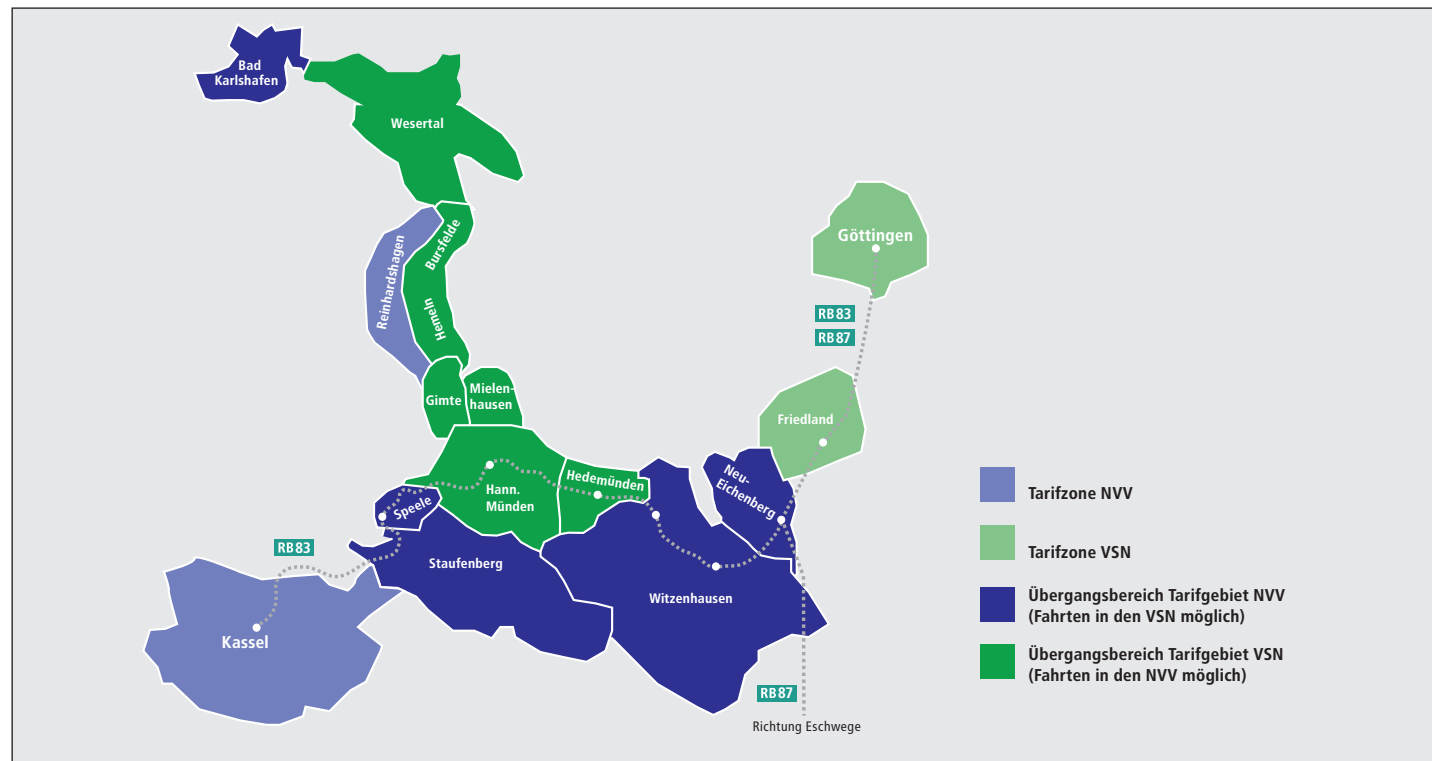 Bad
Karlshafen
Wesertal
Bursfelde
Reinhardshagen
Hemeln
Göttingen
RB83
RB87
Gimte
Mielen-
hausen
Friedland
Hedemünden
Neu-
Eichenberg
Hann.
Münden
Speele
RB83
Staufenberg
Witzenhausen
Kassel
RB87
Richtung Eschwege
Tarifzone NVV
Tarifzone VSN
Übergangsbereich Tarifgebiet NVV
(Fahrten in den VSN möglich)
Übergangsbereich Tarifgebiet VSN
(Fahrten in den NVV möglich)